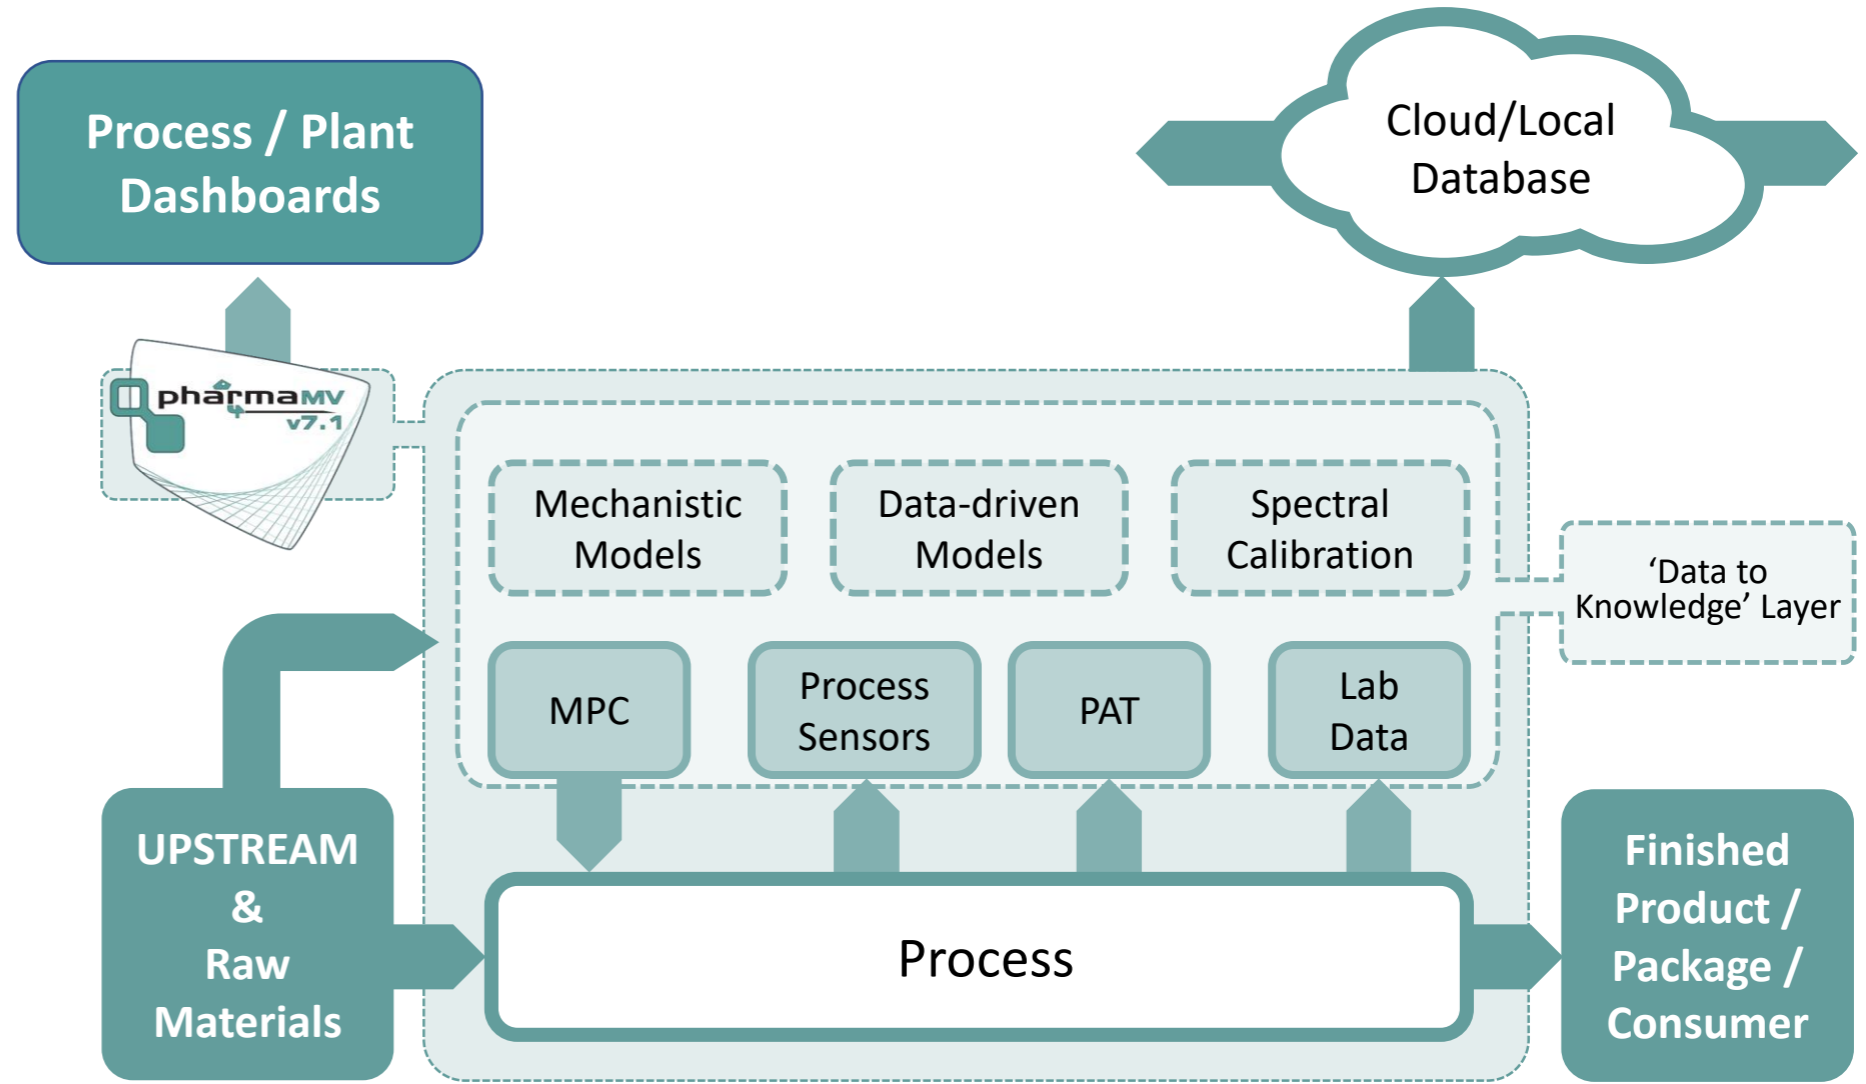 Process / Plant
Dashboards
Cloud/Local
Database
pharmaMV
v7.1
Mechanistic
Models
Data-driven
Models
Spectral
Calibration
‘Data to
Knowledge’ Layer
MPC
Process
Sensors
PAT
Lab
Data
UPSTREAM
&
Raw
Materials
Process
Finished
Product /
Package /
Consumer